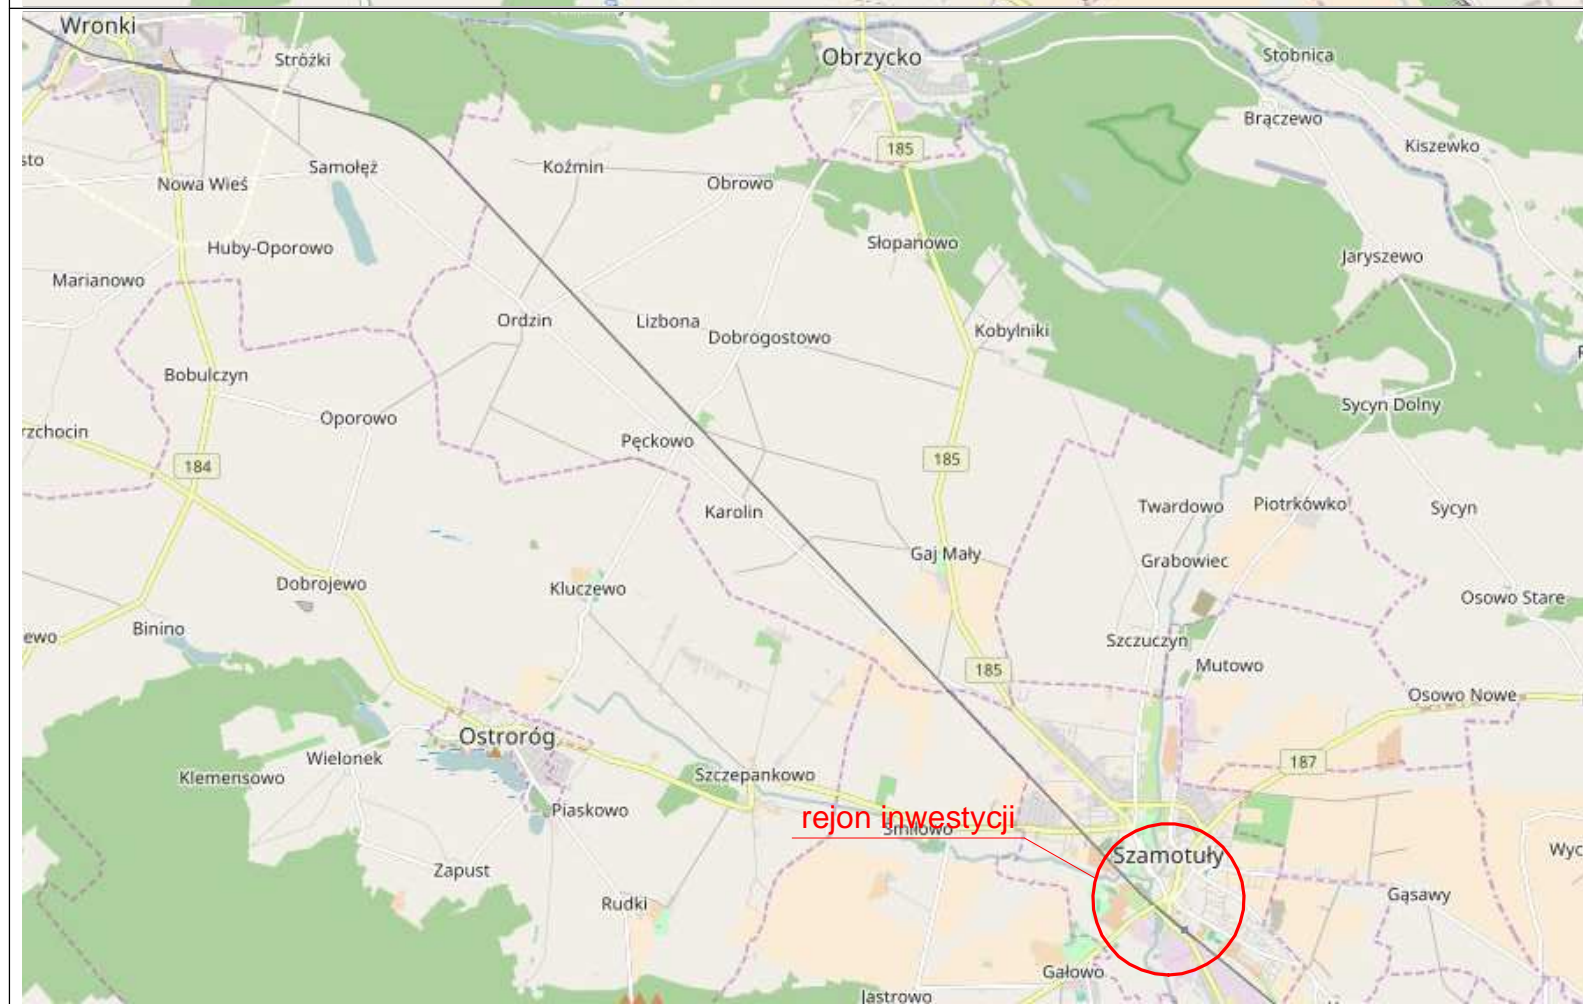 Wronki
Obrzycko
Stobnica
Stróżki
Brączewo
185
Kiszewko
sto
Samołęż
Koźmin
Nowa Wieś
Obrowo
Słopanowo
Huby-Oporowo
Jaryszewo
Marianowo
Ordzin
Lizbona
Kobylniki
Dobrogostowo
Bobulczyn
Sycyn Dolny
Oporowo
rzchocin
Pęckowo
185
184
Twardowo
Piotrkówko
Sycyn
Karolin
Gaj Mały
Grabowiec
Dobrojewo
Kluczewo
Osowo Stare
Binino
ewo
Szczuczyn
Mutowo
185
Osowo Nowe
Ostroróg
Wielonek
187
Klemensowo
Szczepankowo
Piaskowo
rejon inwestycji
Smiłowo
Szamotuły
Wyc
Zapust
Gąsawy
Rudki
Gałowo
Jastrowo